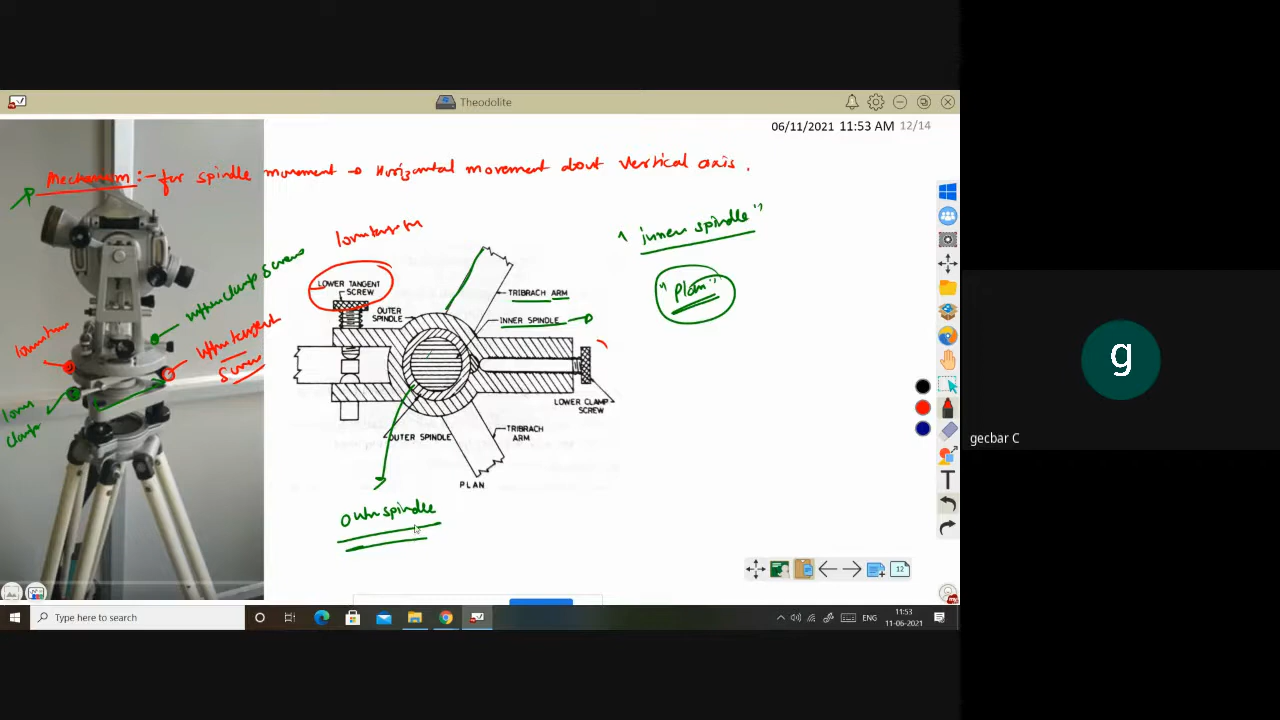 Theodolite
06/11/2021 11:53 AM 12/14
Mechanism :- for spindle movement → Horizontal movement about vertical axis.
"inner spindle"
"Plan"
LOWER TANGENT
SCREW
TRIBRACH ARM
OUTER
SPINDLE
INNER SPINDLE
upper clamp screw
upper tangent
screw
lower
clamp
LOWER CLAMP
SCREW
OUTER SPINDLE
TRIBRACH
ARM
PLAN
Outer spindle
g
gecbar C
T
12
Type here to search
ENG
11:53
11-06-2021